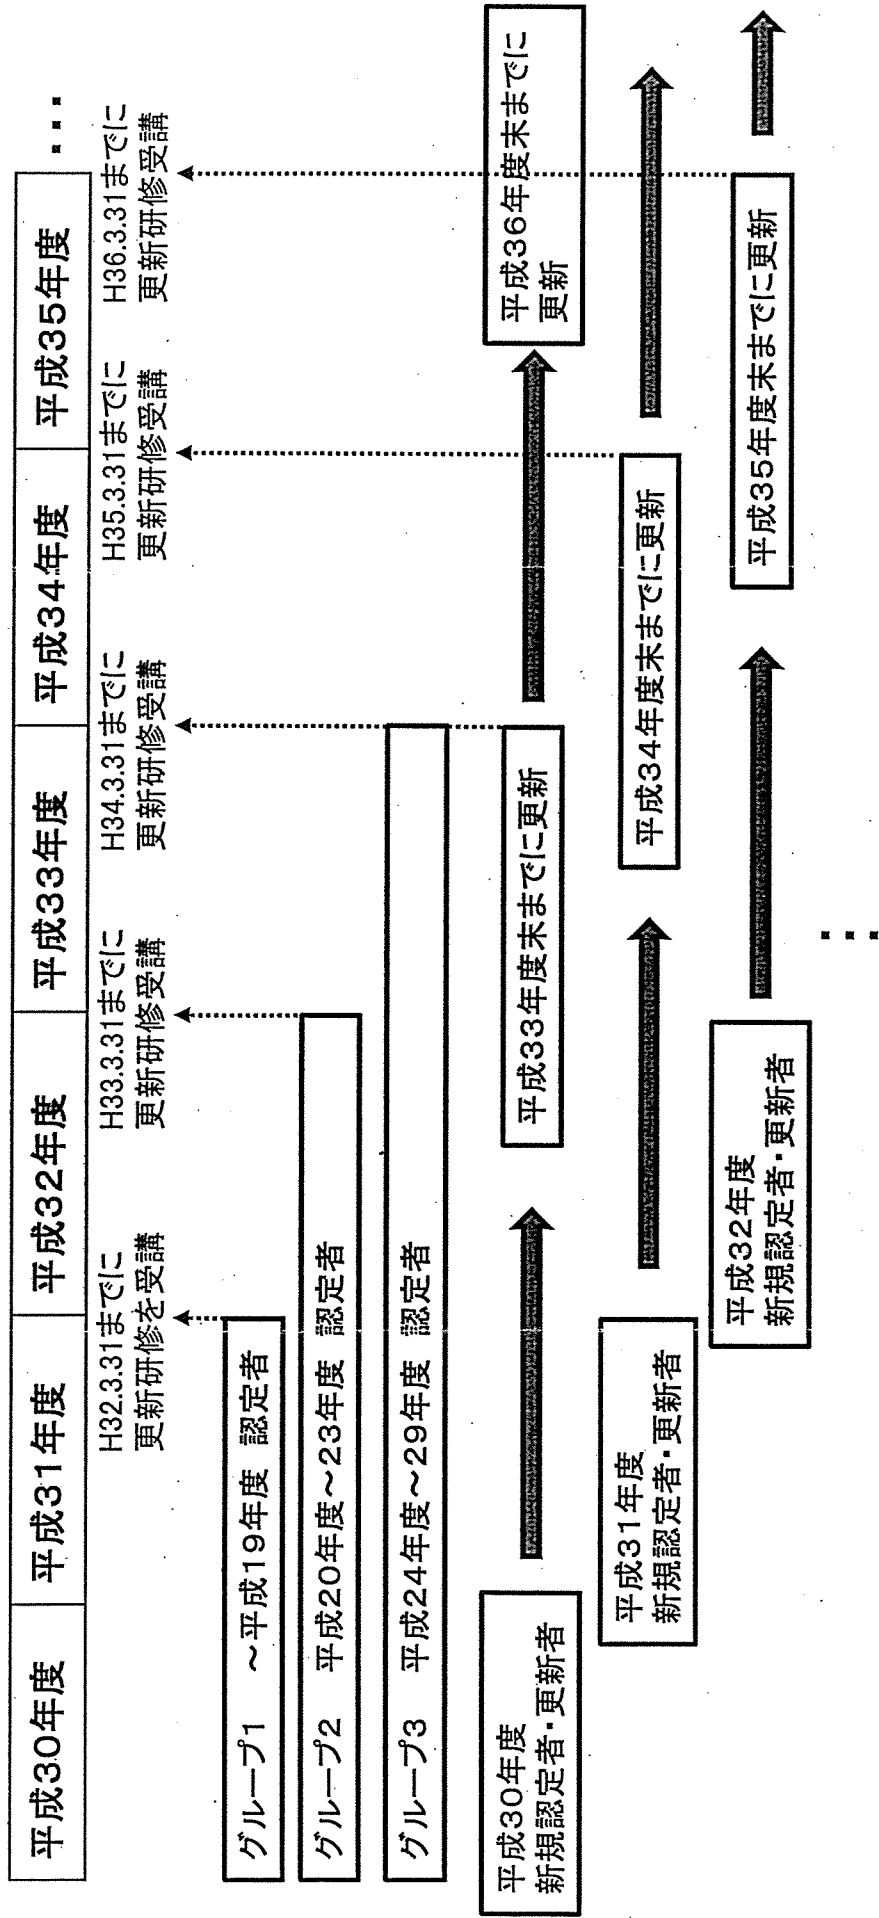 平成30年度
平成31年度
平成32年度
平成33年度
平成34年度
平成35年度
・・・
H32.3.31までに
更新研修を受講
H33.3.31までに
更新研修受講
H34.3.31までに
更新研修受講
H35.3.31までに
更新研修受講
H36.3.31までに
更新研修受講
グループ1 ～平成19年度 認定者
グループ2 平成20年度～23年度 認定者
グループ3 平成24年度～29年度 認定者
平成30年度
新規認定者・更新者
平成33年度末までに更新
平成36年度末までに
更新
平成31年度
新規認定者・更新者
平成34年度末までに更新
平成32年度
新規認定者・更新者
平成35年度末までに更新
・・・